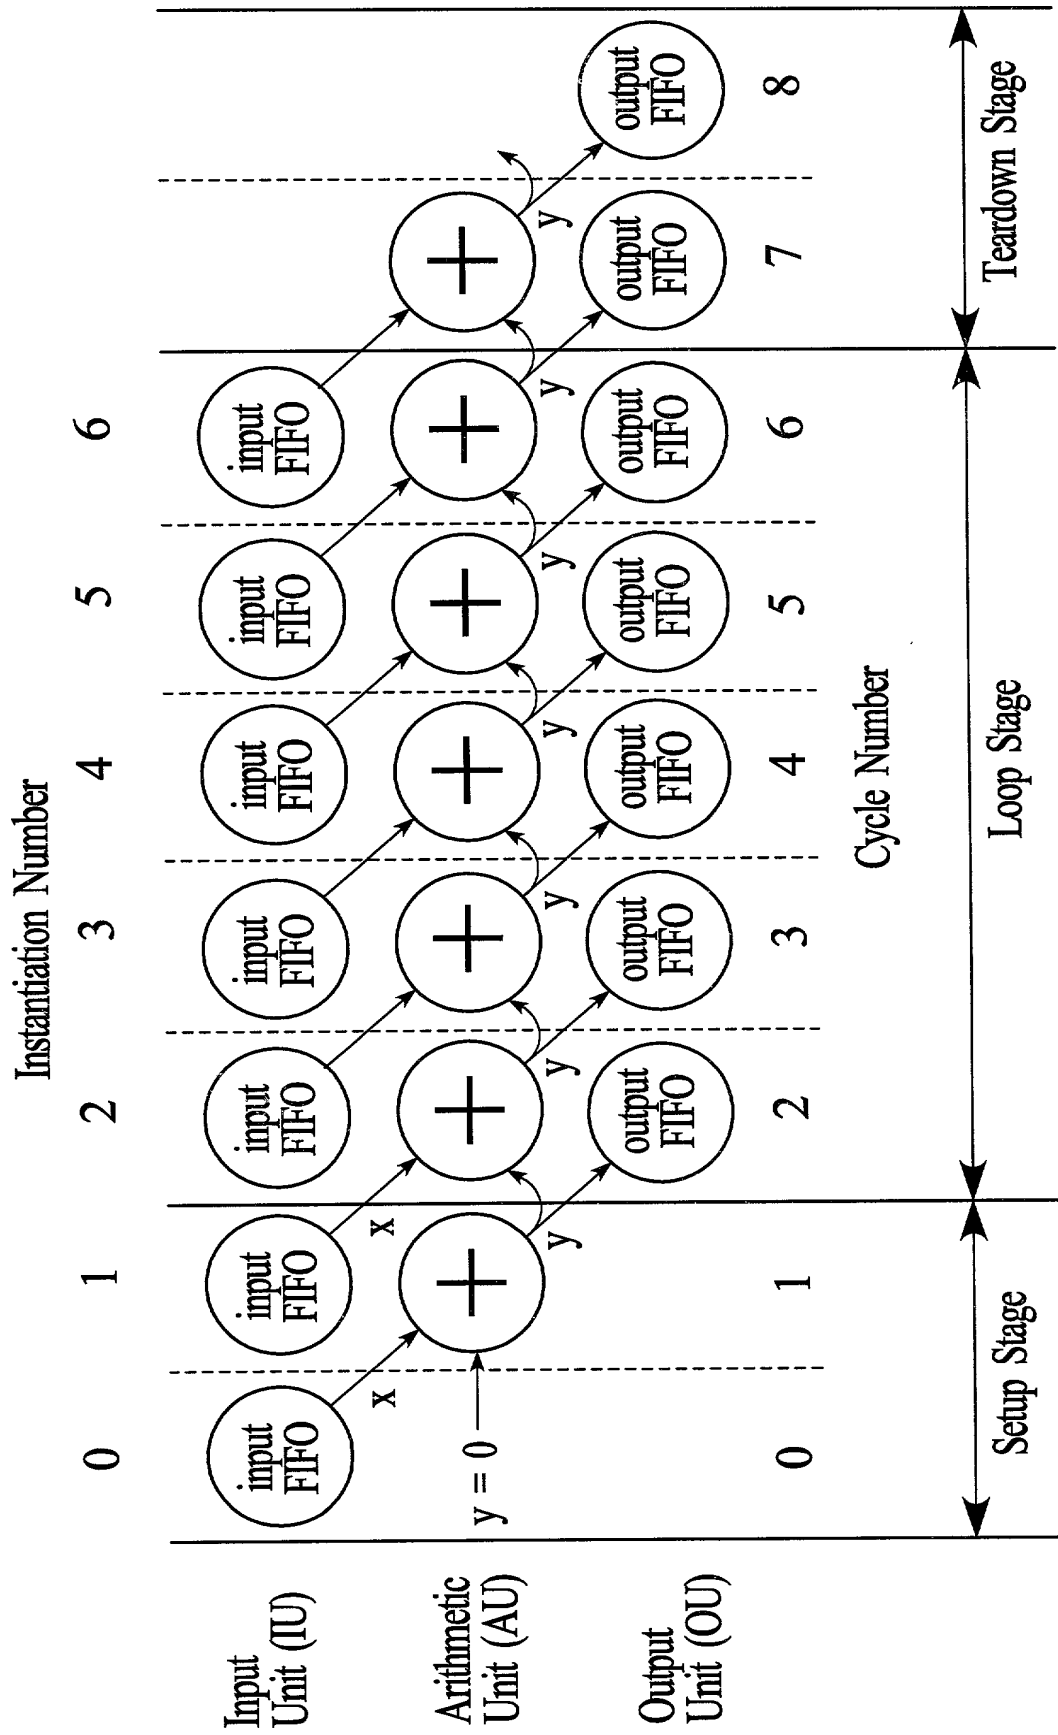 Instantiation Number
0 1 2 3 4 5 6
Input
Unit (IU)
input
FIFO
input
FIFO
input
FIFO
input
FIFO
input
FIFO
input
FIFO
input
FIFO
x
x
Arithmetic
Unit (AU)
y = 0
+
+
+
+
+
+
+
y
y
y
y
y
y
y
Output
Unit (OU)
output
FIFO
output
FIFO
output
FIFO
output
FIFO
output
FIFO
output
FIFO
output
FIFO
0 1 2 3 4 5 6 7 8
Cycle Number
Setup Stage
Loop Stage
Teardown Stage